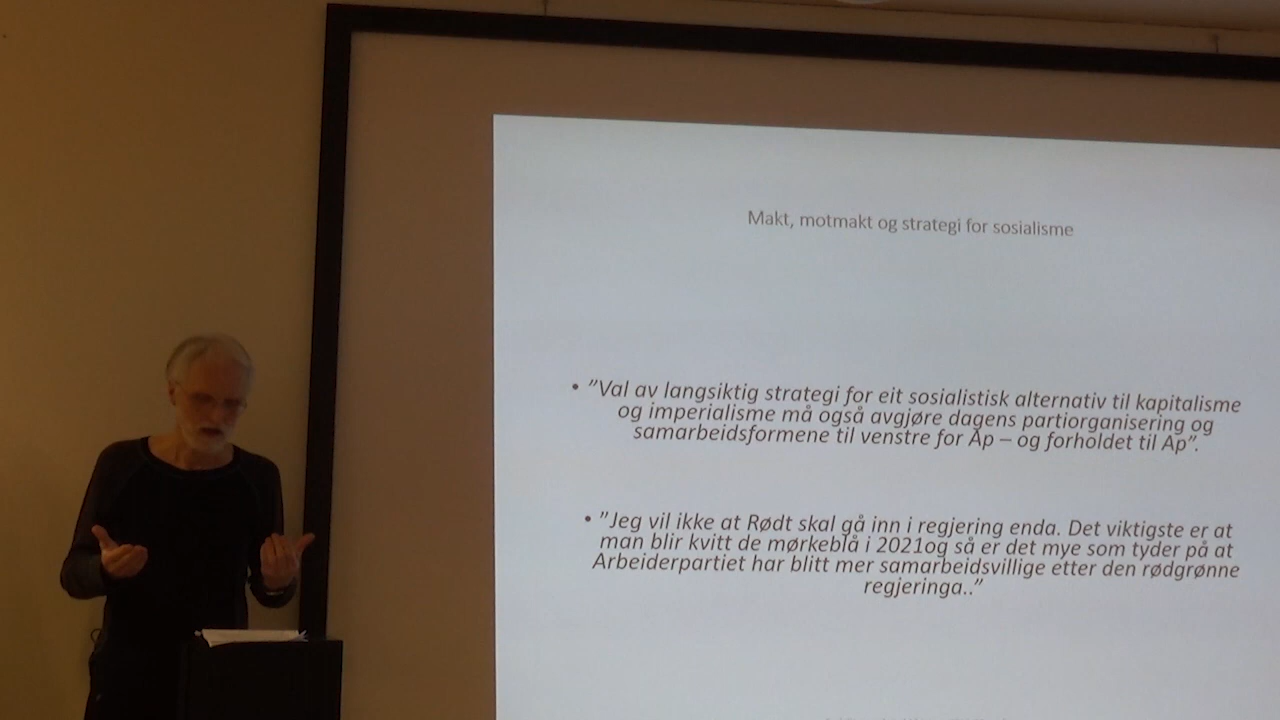 Makt, motmakt og strategi for sosialisme
• ”Val av langsiktig strategi for eit sosialistisk alternativ til kapitalisme
og imperialisme må også avgjøre dagens partiorganisering og
samarbeidsformene til venstre for Ap – og forholdet til Ap”.
• ”Jeg vil ikke at Rødt skal gå inn i regjering enda. Det viktigste er at
man blir kvitt de mørkeblå i 2021og så er det mye som tyder på at
Arbeiderpartiet har blitt mer samarbeidsvillige etter den rødgrønne
regjeringa..”